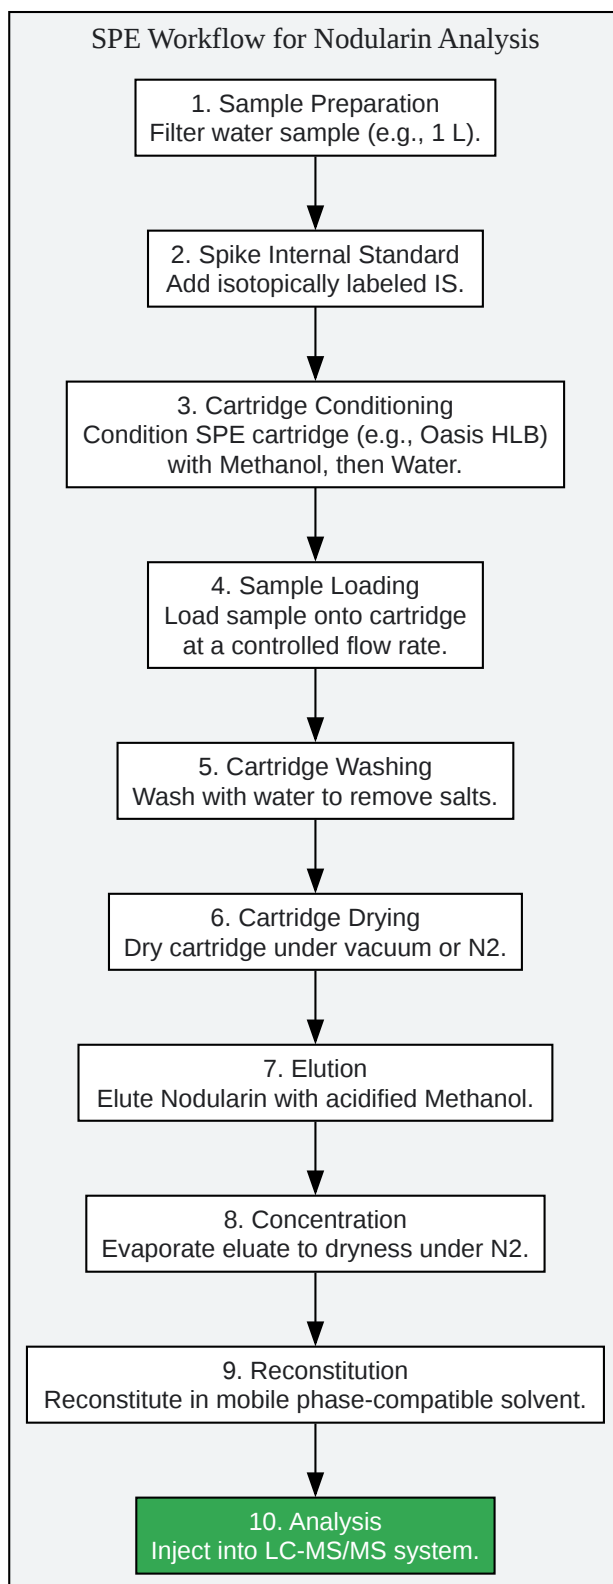 SPE Workflow for Nodularin Analysis
1. Sample Preparation
Filter water sample (e.g., 1 L).
2. Spike Internal Standard
Add isotopically labeled IS.
3. Cartridge Conditioning
Condition SPE cartridge (e.g., Oasis HLB)
with Methanol, then Water.
4. Sample Loading
Load sample onto cartridge
at a controlled flow rate.
5. Cartridge Washing
Wash with water to remove salts.
6. Cartridge Drying
Dry cartridge under vacuum or N2.
7. Elution
Elute Nodularin with acidified Methanol.
8. Concentration
Evaporate eluate to dryness under N2.
9. Reconstitution
Reconstitute in mobile phase-compatible solvent.
10. Analysis
Inject into LC-MS/MS system.